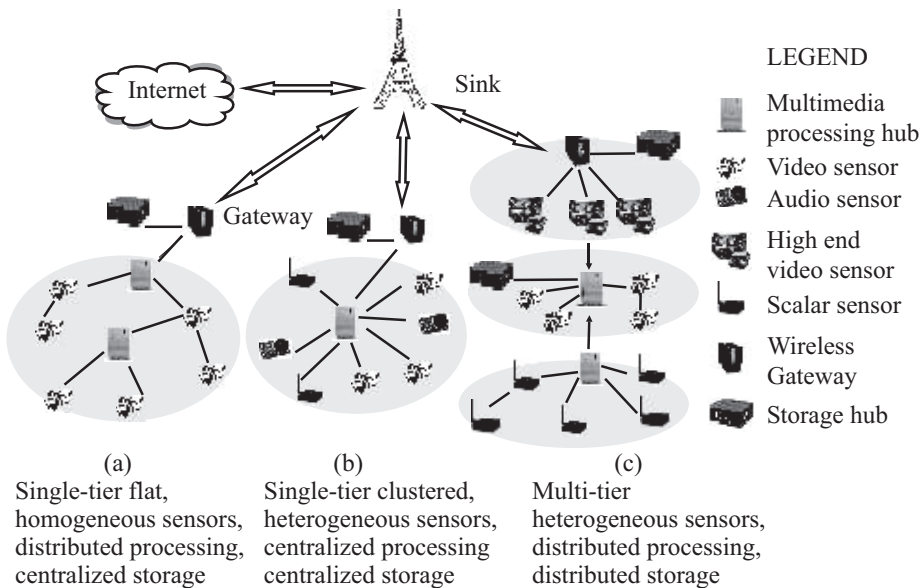 Internet
Sink
Gateway
LEGEND
Multimedia
processing hub
Video sensor
Audio sensor
High end
video sensor
Scalar sensor
Wireless
Gateway
Storage hub
(a)
Single-tier flat,
homogeneous sensors,
distributed processing,
centralized storage
(b)
Single-tier clustered,
heterogeneous sensors,
centralized processing
centralized storage
(c)
Multi-tier
heterogeneous sensors,
distributed processing,
distributed storage